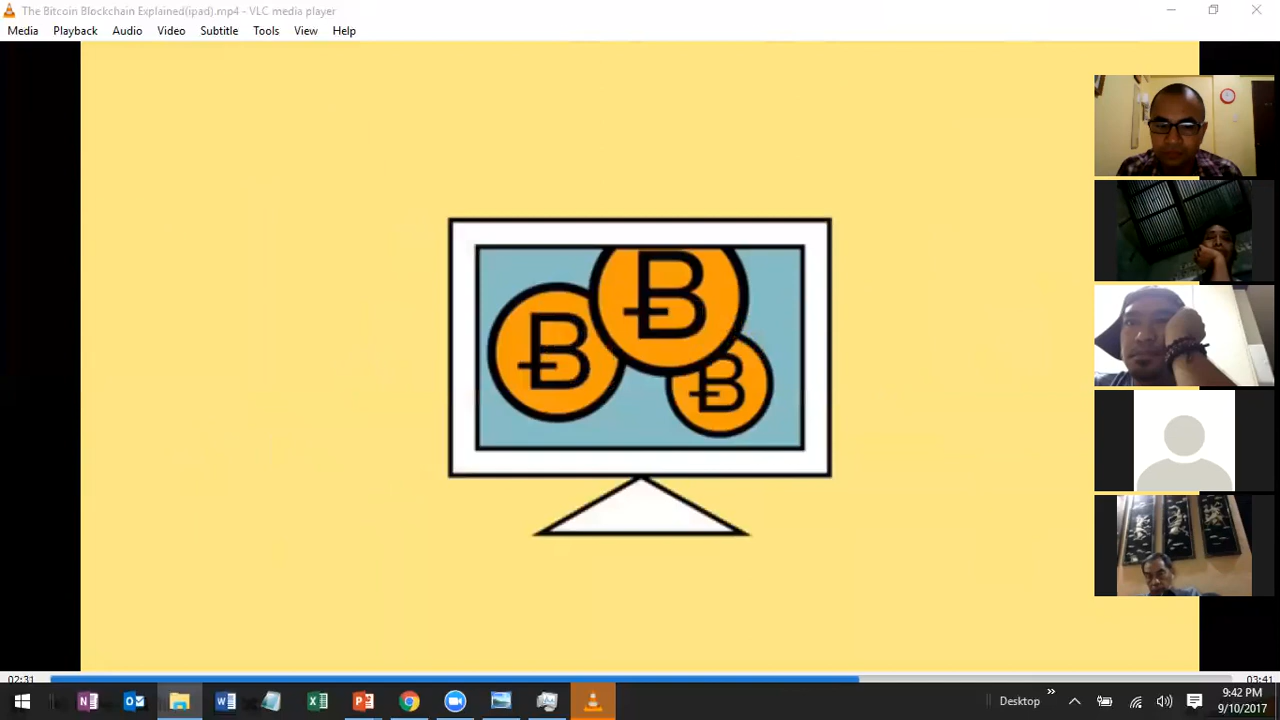 The Bitcoin Blockchain Explained(ipad).mp4 - VLC media player
Media Playback Audio Video Subtitle Tools View Help
02:31 03:41
Desktop
9:42 PM
9/10/2017